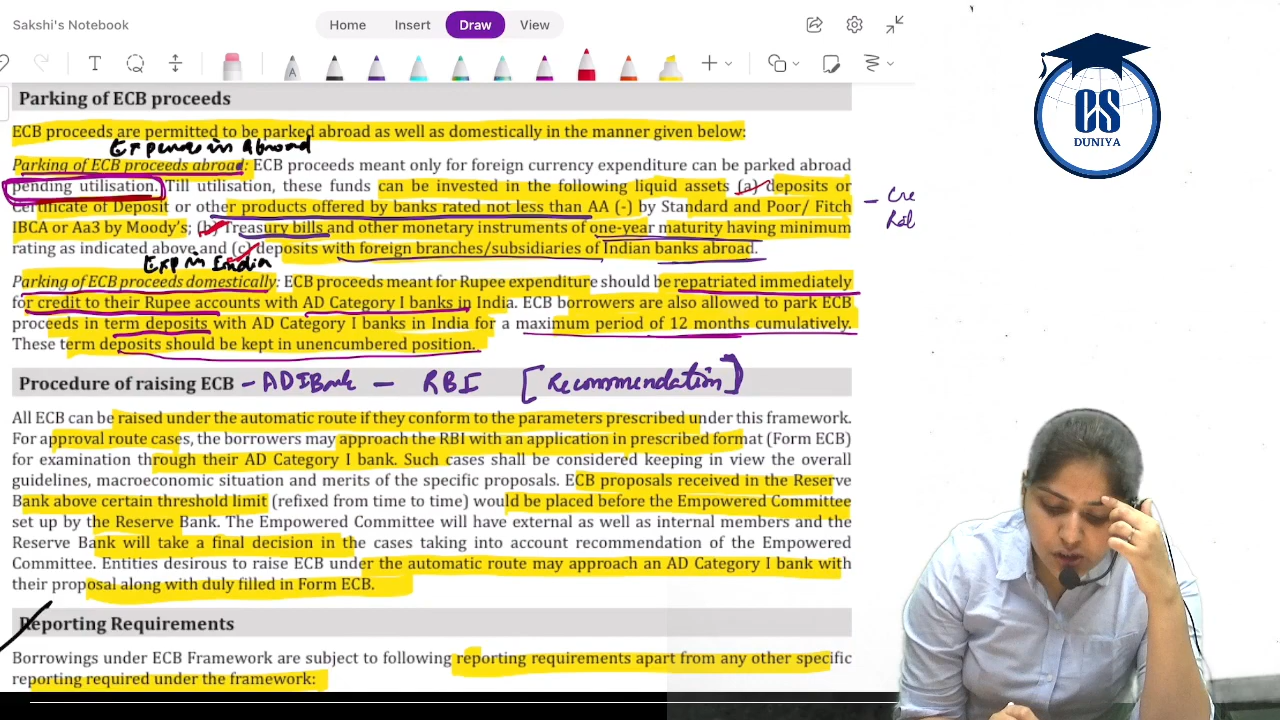 Sakshi's Notebook
Home Insert Draw View
CS
DUNIYA
Parking of ECB proceeds
ECB proceeds are permitted to be parked abroad as well as domestically in the manner given below:
Expense in Abroad
Parking of ECB proceeds abroad: ECB proceeds meant only for foreign currency expenditure can be parked abroad
pending utilisation. Till utilisation, these funds can be invested in the following liquid assets (a) deposits or
Certificate of Deposit or other products offered by banks rated not less than AA (-) by Standard and Poor/ Fitch
IBCA or Aa3 by Moody's; (b) Treasury bills and other monetary instruments of one-year maturity having minimum
rating as indicated above and (c) deposits with foreign branches/subsidiaries of Indian banks abroad.
Exp in India
Parking of ECB proceeds domestically: ECB proceeds meant for Rupee expenditure should be repatriated immediately
for credit to their Rupee accounts with AD Category I banks in India. ECB borrowers are also allowed to park ECB
proceeds in term deposits with AD Category I banks in India for a maximum period of 12 months cumulatively.
These term deposits should be kept in unencumbered position.
Procedure of raising ECB - AD I Bank - RBI [Recommendation]
All ECB can be raised under the automatic route if they conform to the parameters prescribed under this framework.
For approval route cases, the borrowers may approach the RBI with an application in prescribed format (Form ECB)
for examination through their AD Category I bank. Such cases shall be considered keeping in view the overall
guidelines, macroeconomic situation and merits of the specific proposals. ECB proposals received in the Reserve
Bank above certain threshold limit (refixed from time to time) would be placed before the Empowered Committee
set up by the Reserve Bank. The Empowered Committee will have external as well as internal members and the
Reserve Bank will take a final decision in the cases taking into account recommendation of the Empowered
Committee. Entities desirous to raise ECB under the automatic route may approach an AD Category I bank with
their proposal along with duly filled in Form ECB.
Reporting Requirements
Borrowings under ECB Framework are subject to following reporting requirements apart from any other specific
reporting required under the framework: